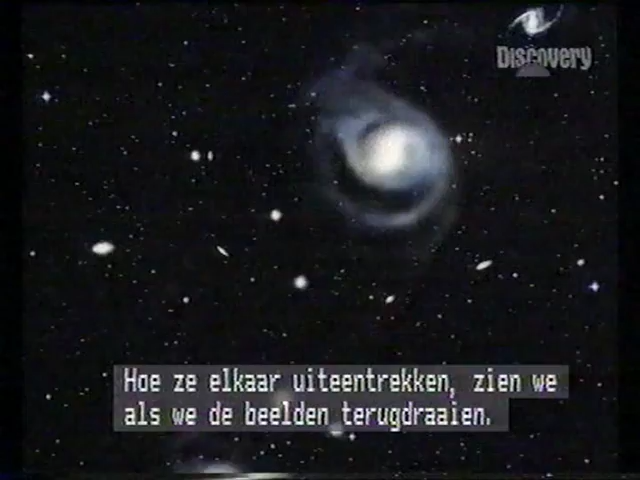 Discovery
Hoe ze elkaar uiteentrekken, zien we
als we de beelden terugdraaien.